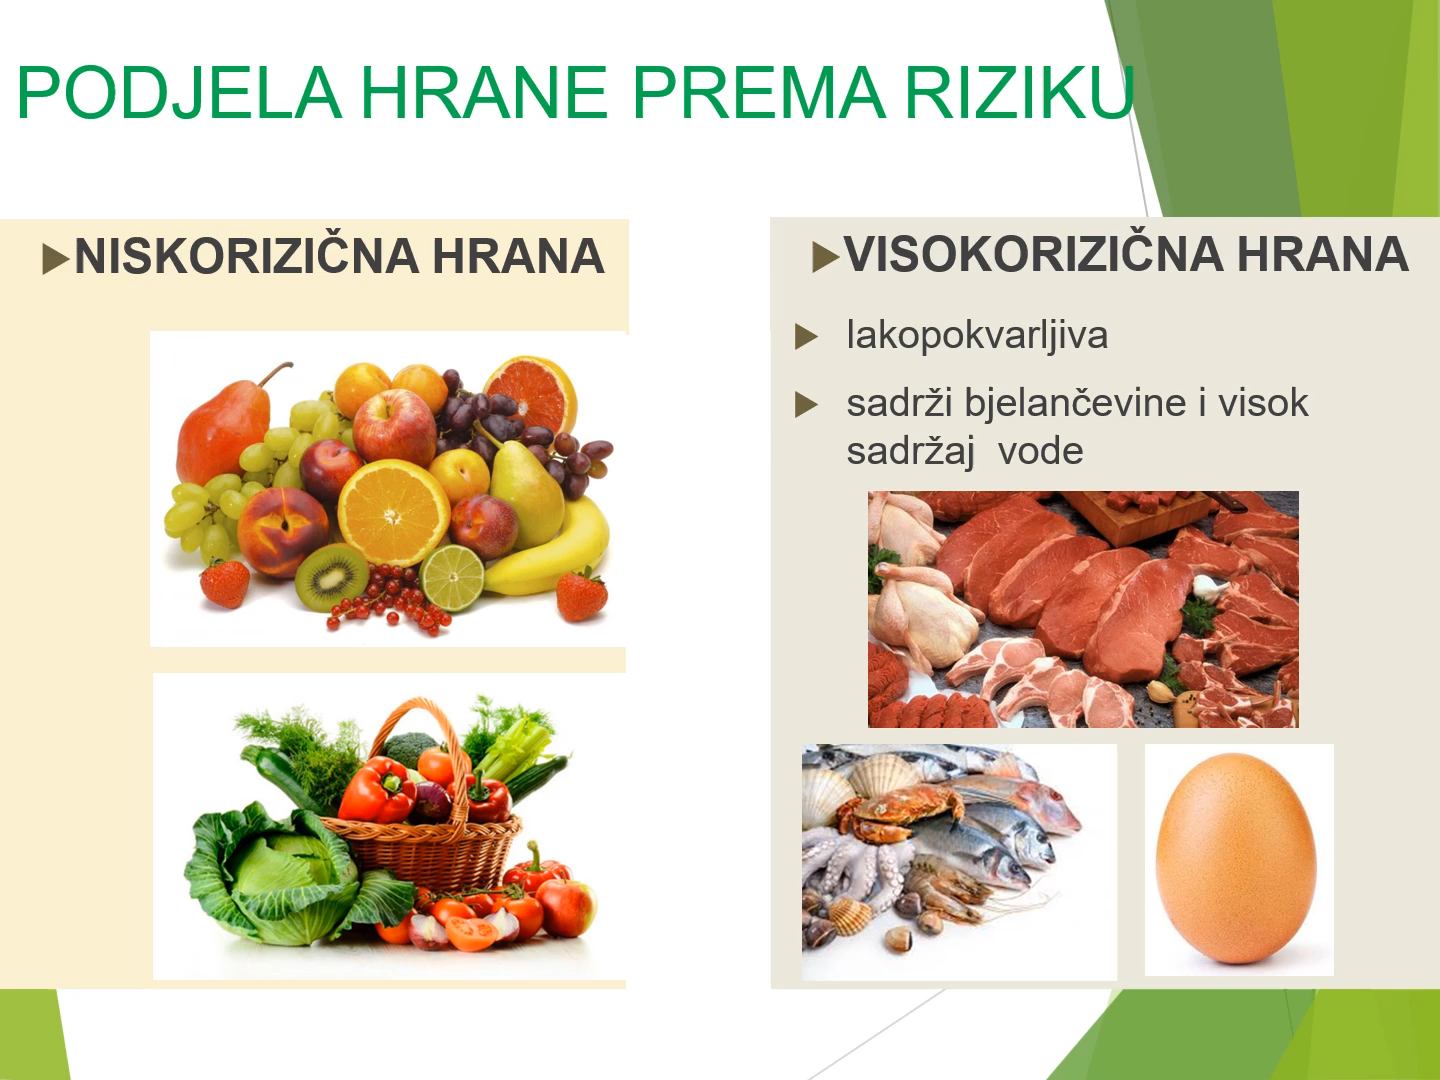 PODJELA HRANE PREMA RIZIKU
NISKORIZIČNA HRANA
VISOKORIZIČNA HRANA
lakopokvarljiva
sadrži bjelančevine i visok
sadržaj  vode